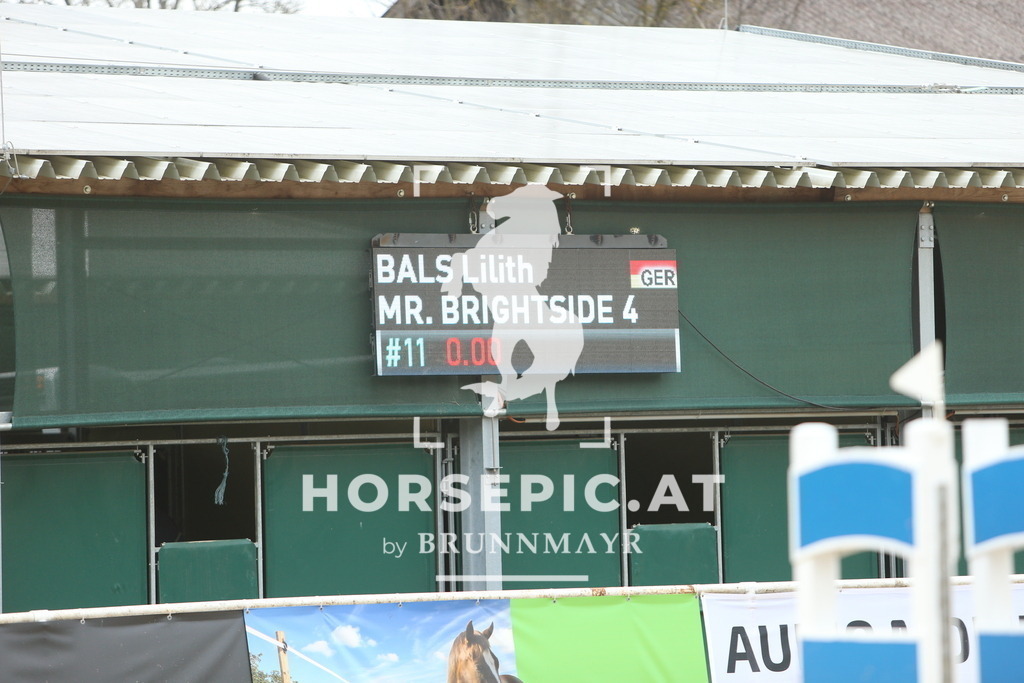 BALS Lilith
GER
MR. BRIGHTSIDE 4
#11 0.00
HORSEPIC.AT
by BRUNNMAYR